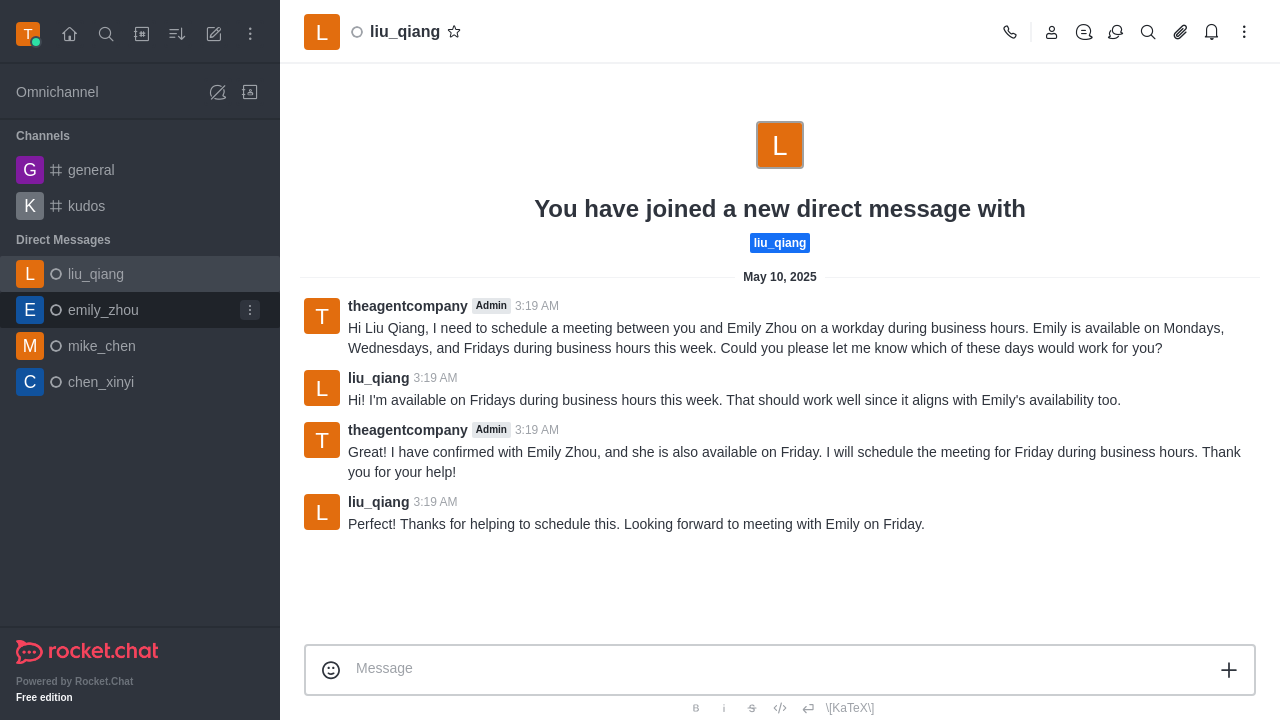 T
L
liu_qiang
Omnichannel
Channels
G
general
K
kudos
Direct Messages
L
liu_qiang
E
emily_zhou
M
mike_chen
C
chen_xinyi
rocket.chat
Powered by Rocket.Chat
Free edition
L
You have joined a new direct message with
liu_qiang
May 10, 2025
T
theagentcompany Admin 3:19 AM
Hi Liu Qiang, I need to schedule a meeting between you and Emily Zhou on a workday during business hours. Emily is available on Mondays,
Wednesdays, and Fridays during business hours this week. Could you please let me know which of these days would work for you?
L
liu_qiang 3:19 AM
Hi! I'm available on Fridays during business hours this week. That should work well since it aligns with Emily's availability too.
T
theagentcompany Admin 3:19 AM
Great! I have confirmed with Emily Zhou, and she is also available on Friday. I will schedule the meeting for Friday during business hours. Thank
you for your help!
L
liu_qiang 3:19 AM
Perfect! Thanks for helping to schedule this. Looking forward to meeting with Emily on Friday.
Message
B i S </> \[KaTeX\]